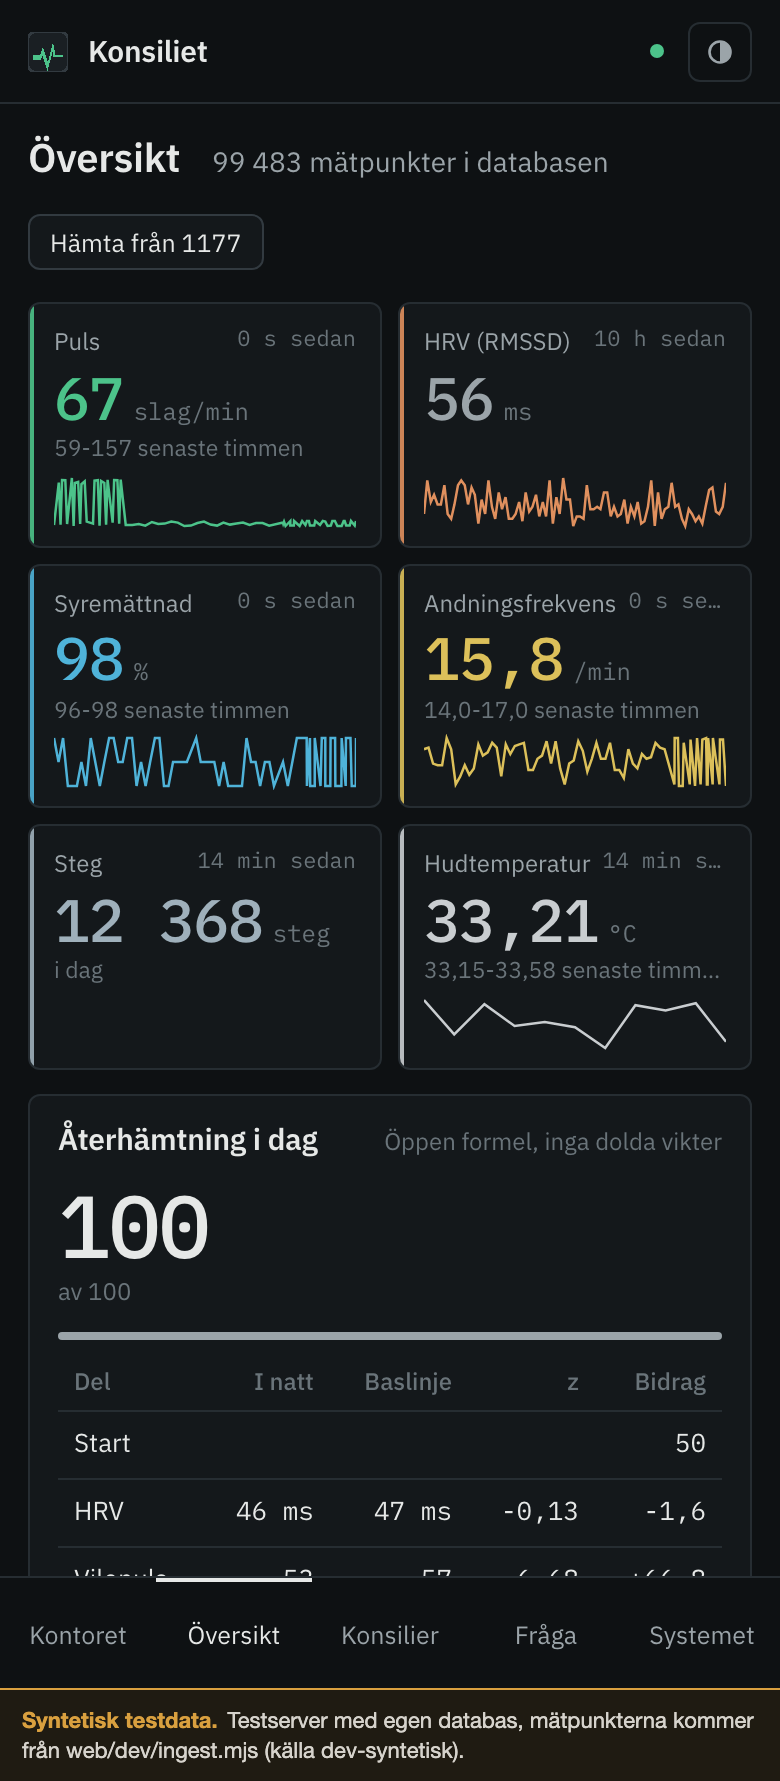 Konsiliet
Översikt 99 483 mätpunkter i databasen
Hämta från 1177
Puls 0 s sedan
67 slag/min
59-157 senaste timmen
HRV (RMSSD) 10 h sedan
56 ms
Syremättnad 0 s sedan
98 %
96-98 senaste timmen
Andningsfrekvens 0 s se…
15,8 /min
14,0-17,0 senaste timmen
Steg 14 min sedan
12 368 steg
i dag
Hudtemperatur 14 min s…
33,21 °C
33,15-33,58 senaste timm…
Återhämtning i dag Öppen formel, inga dolda vikter
100
av 100
Del I natt Baslinje z Bidrag
Start 50
HRV 46 ms 47 ms -0,13 -1,6
Kontoret Översikt Konsilier Fråga Systemet
Syntetisk testdata. Testserver med egen databas, mätpunkterna kommer
från web/dev/ingest.mjs (källa dev-syntetisk).